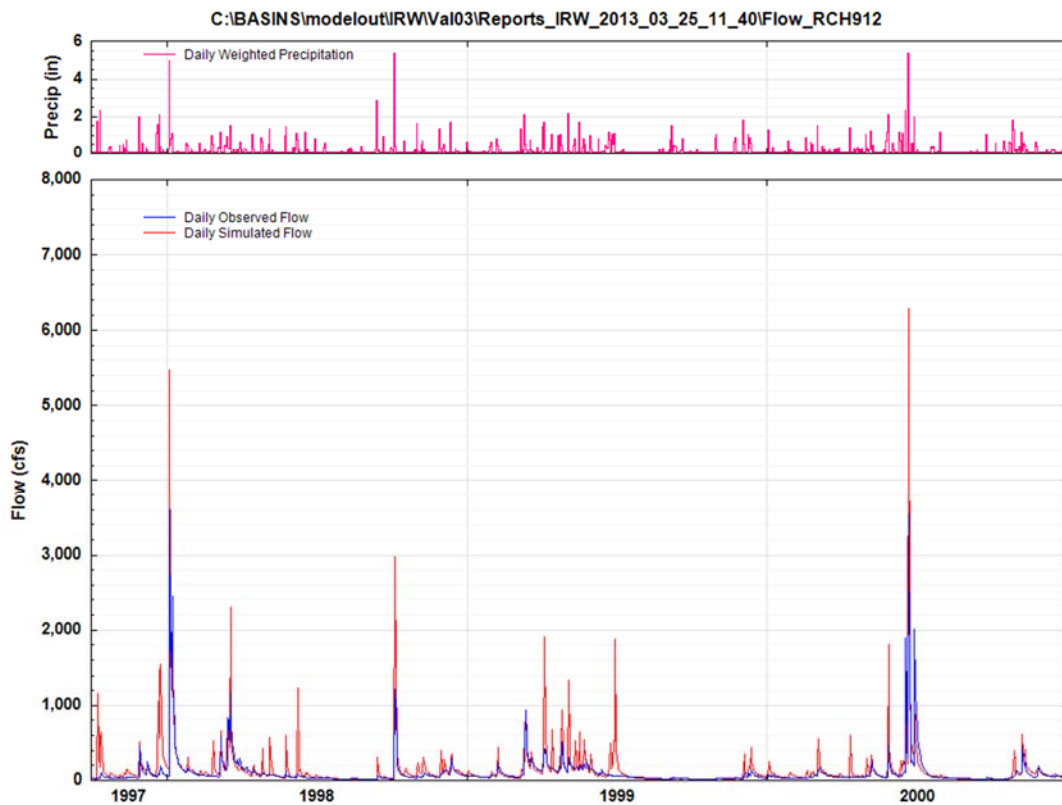 C:\BASINS\modelout\IRW\Val03\Reports_IRW_2013_03_25_11_40\Flow_RCH912
Precip (in)
6
4
2
0
Daily Weighted Precipitation
Flow (cfs)
8,000
7,000
6,000
5,000
4,000
3,000
2,000
1,000
0
Daily Observed Flow
Daily Simulated Flow
1997 1998 1999 2000